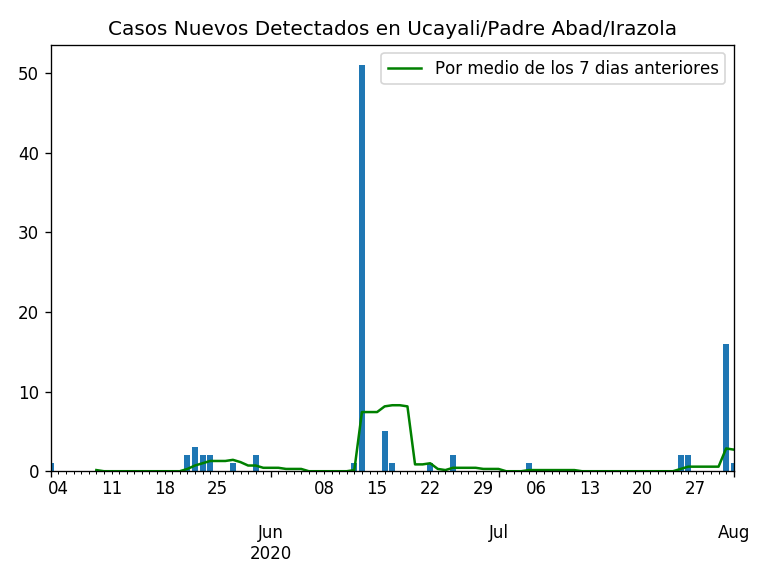 Casos Nuevos Detectados en Ucayali/Padre Abad/Irazola
Por medio de los 7 dias anteriores
50
40
30
20
10
0
04 11 18 25 08 15 22 29 06 13 20 27
Jun Jul Aug
2020